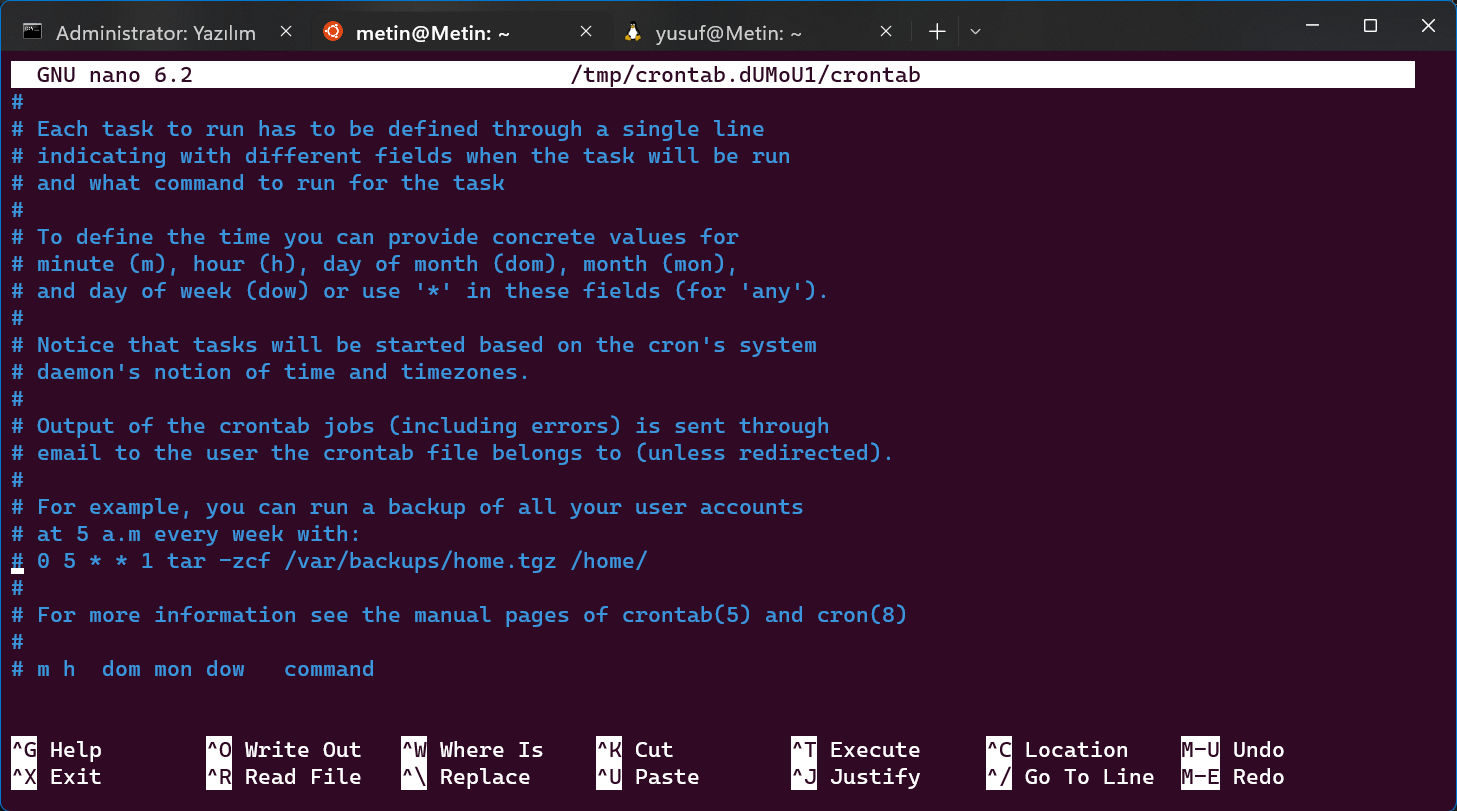 Administrator: Yazılım
metin@Metin: ~
yusuf@Metin: ~
GNU nano 6.2 /tmp/crontab.dUMoU1/crontab
#
# Each task to run has to be defined through a single line
# indicating with different fields when the task will be run
# and what command to run for the task
#
# To define the time you can provide concrete values for
# minute (m), hour (h), day of month (dom), month (mon),
# and day of week (dow) or use '*' in these fields (for 'any').
#
# Notice that tasks will be started based on the cron's system
# daemon's notion of time and timezones.
#
# Output of the crontab jobs (including errors) is sent through
# email to the user the crontab file belongs to (unless redirected).
#
# For example, you can run a backup of all your user accounts
# at 5 a.m every week with:
# 0 5 * * 1 tar -zcf /var/backups/home.tgz /home/
#
# For more information see the manual pages of crontab(5) and cron(8)
#
# m h  dom mon dow   command
^G Help ^O Write Out ^W Where Is ^K Cut ^T Execute ^C Location M-U Undo
^X Exit ^R Read File ^\ Replace ^U Paste ^J Justify ^/ Go To Line M-E Redo